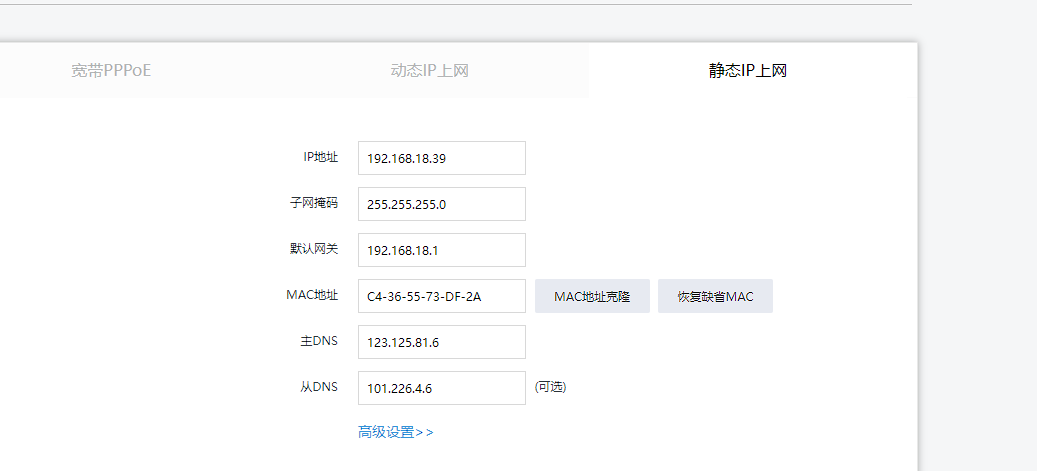 宽带PPPoE 动态IP上网 静态IP上网
IP地址 192.168.18.39
子网掩码 255.255.255.0
默认网关 192.168.18.1
MAC地址 C4-36-55-73-DF-2A MAC地址克隆 恢复缺省MAC
主DNS 123.125.81.6
从DNS 101.226.4.6 (可选)
高级设置>>